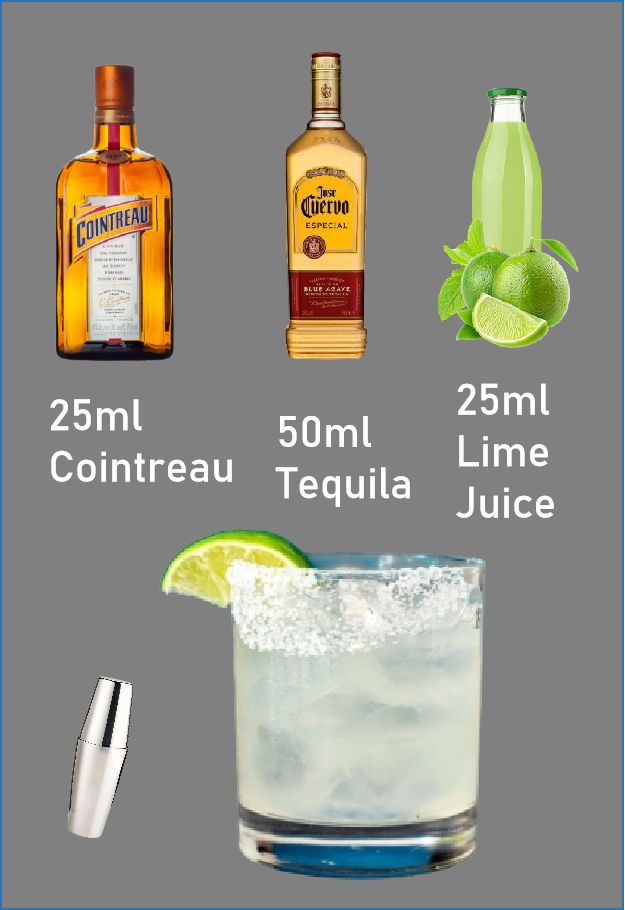 COINTREAU
Jose
Cuervo
ESPECIAL
BLUE AGAVE
25ml
Cointreau
50ml
Tequila
25ml
Lime
Juice